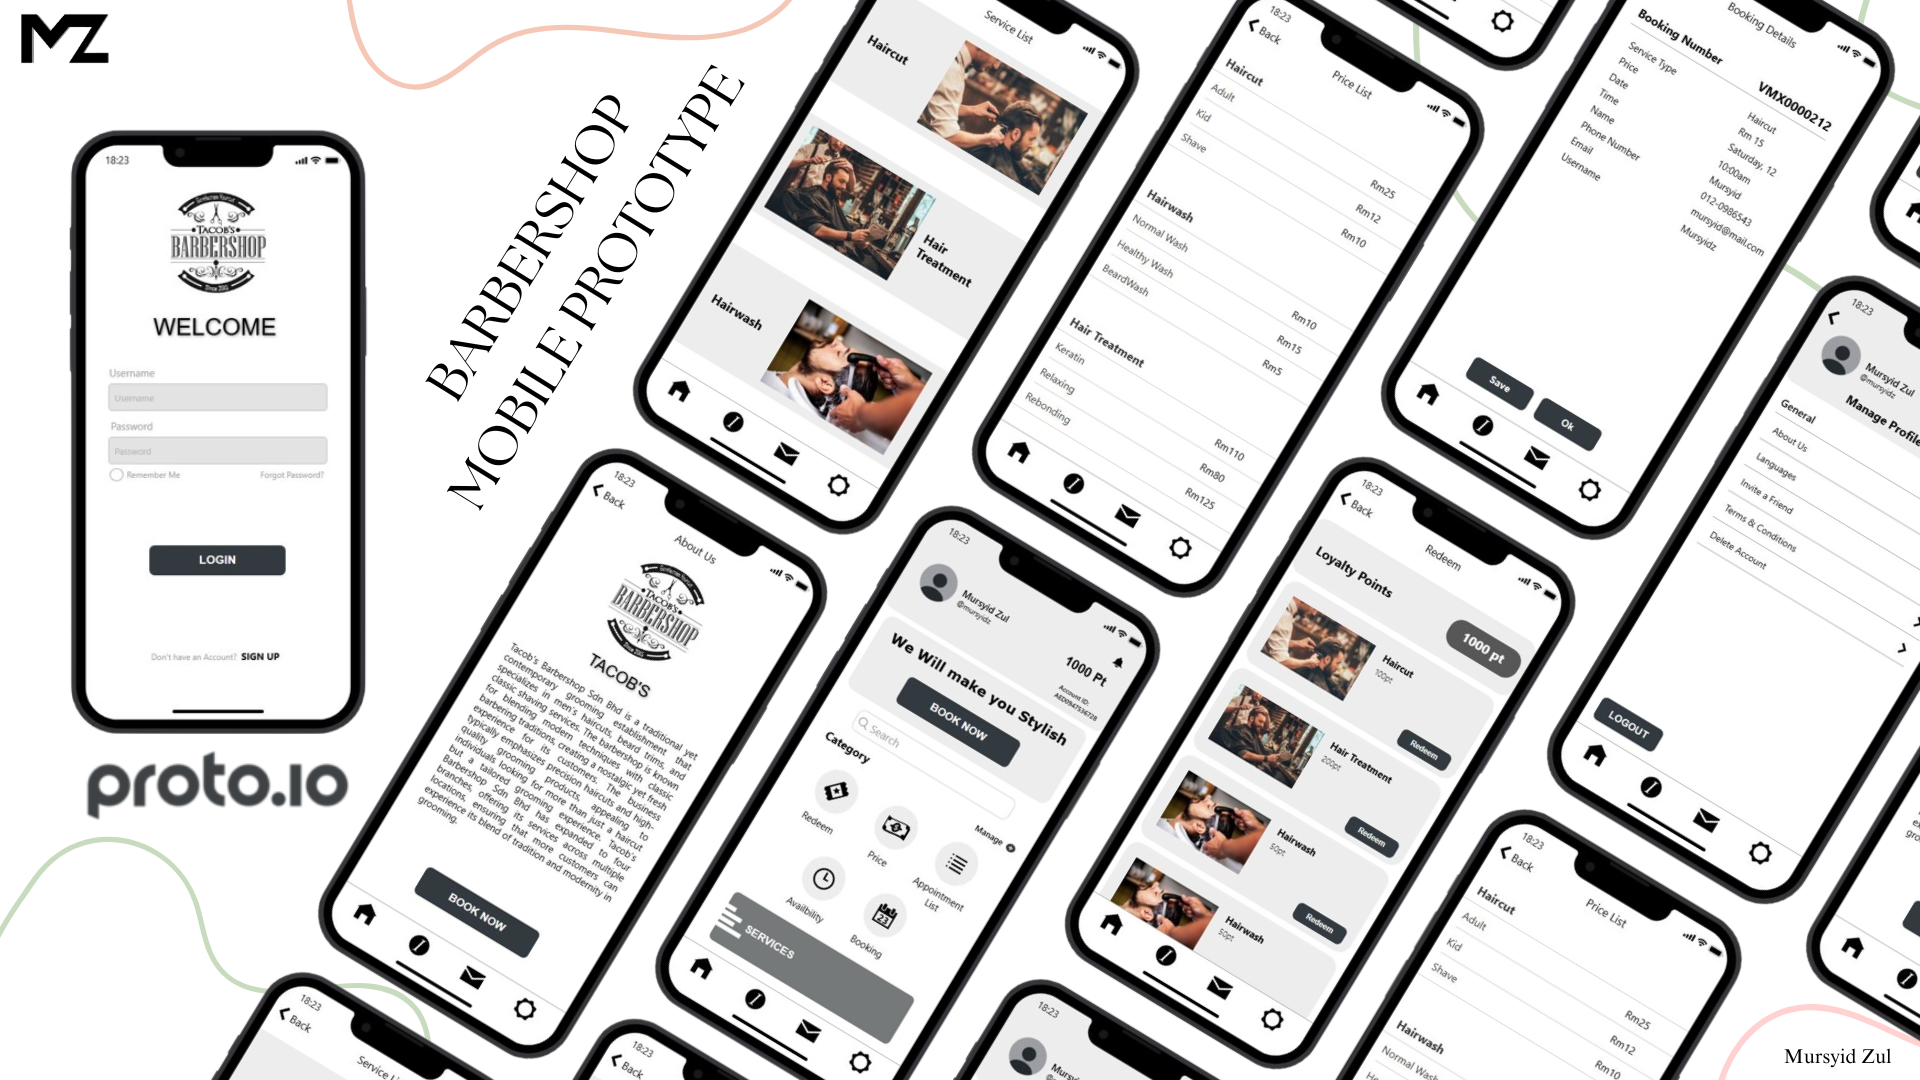 MZ
18:23
Gentlemen Your Cut
TACOB'S
BARBERSHOP
WELCOME
Username
Username
Password
Password
Remember Me
Forgot Password?
LOGIN
Don't have an Account? SIGN UP
proto.io
BARBERSHOP
MOBILE PROTOTYPE
Service List
Haircut
Hair
Treatment
Hairwash
18:23
Back
Price List
Haircut
Adult
Rm25
Kid
Rm12
Shave
Rm10
Hairwash
Normal Wash
Rm10
Healthy Wash
Rm15
BeardWash
Rm5
Hair Treatment
Keratin
Rm110
Relaxing
Rm80
Rebonding
Rm125
Booking Details
Booking Number
VMX0000212
Service Type
Haircut
Price
Rm 15
Date
Saturday, 12
Time
10:00am
Name
Mursyid
Phone Number
012-0986543
Email
mursyid@mail.com
Username
Mursyidz
Save
Ok
18:23
Back
About Us
TACOB'S
BARBERSHOP
TACOB'S
Tacob's Barbershop Sdn Bhd is a traditional yet
contemporary grooming establishment that
specializes in men's haircuts, beard trims, and
classic shaving services. The barbershop is known
for blending modern techniques with classic
barbering traditions, creating a nostalgic yet fresh
experience for its customers. The business
typically emphasizes precision haircuts and high-
quality grooming products, appealing to
individuals looking for more than just a haircut
but a tailored grooming experience. Tacob's
Barbershop Sdn Bhd has expanded to four
branches, offering its services across multiple
locations, ensuring that more customers can
experience its blend of tradition and modernity in
grooming.
BOOK NOW
18:23
Mursyid Zul
@mursyidz
1000 Pt
Account ID:
We Will make you Stylish
BOOK NOW
Search
Category
Manage
Redeem
Price
Appointment
List
Availbility
Booking
SERVICES
18:23
Back
Redeem
Loyalty Points
1000 pt
Haircut
100pt
Redeem
Hair Treatment
200pt
Redeem
Hairwash
50pt
Redeem
Hairwash
50pt
18:23
Mursyid Zul
@mursyidz
Manage Profile
General
About Us
Languages
Invite a Friend
Terms & Conditions
Delete Account
LOGOUT
18:23
Back
Price List
Haircut
Adult
Rm25
Kid
Rm12
Shave
Rm10
Hairwash
Normal Wash
18:23
Back
Service Li
18:23
Back
18:23
Mursy
Mursyid Zul